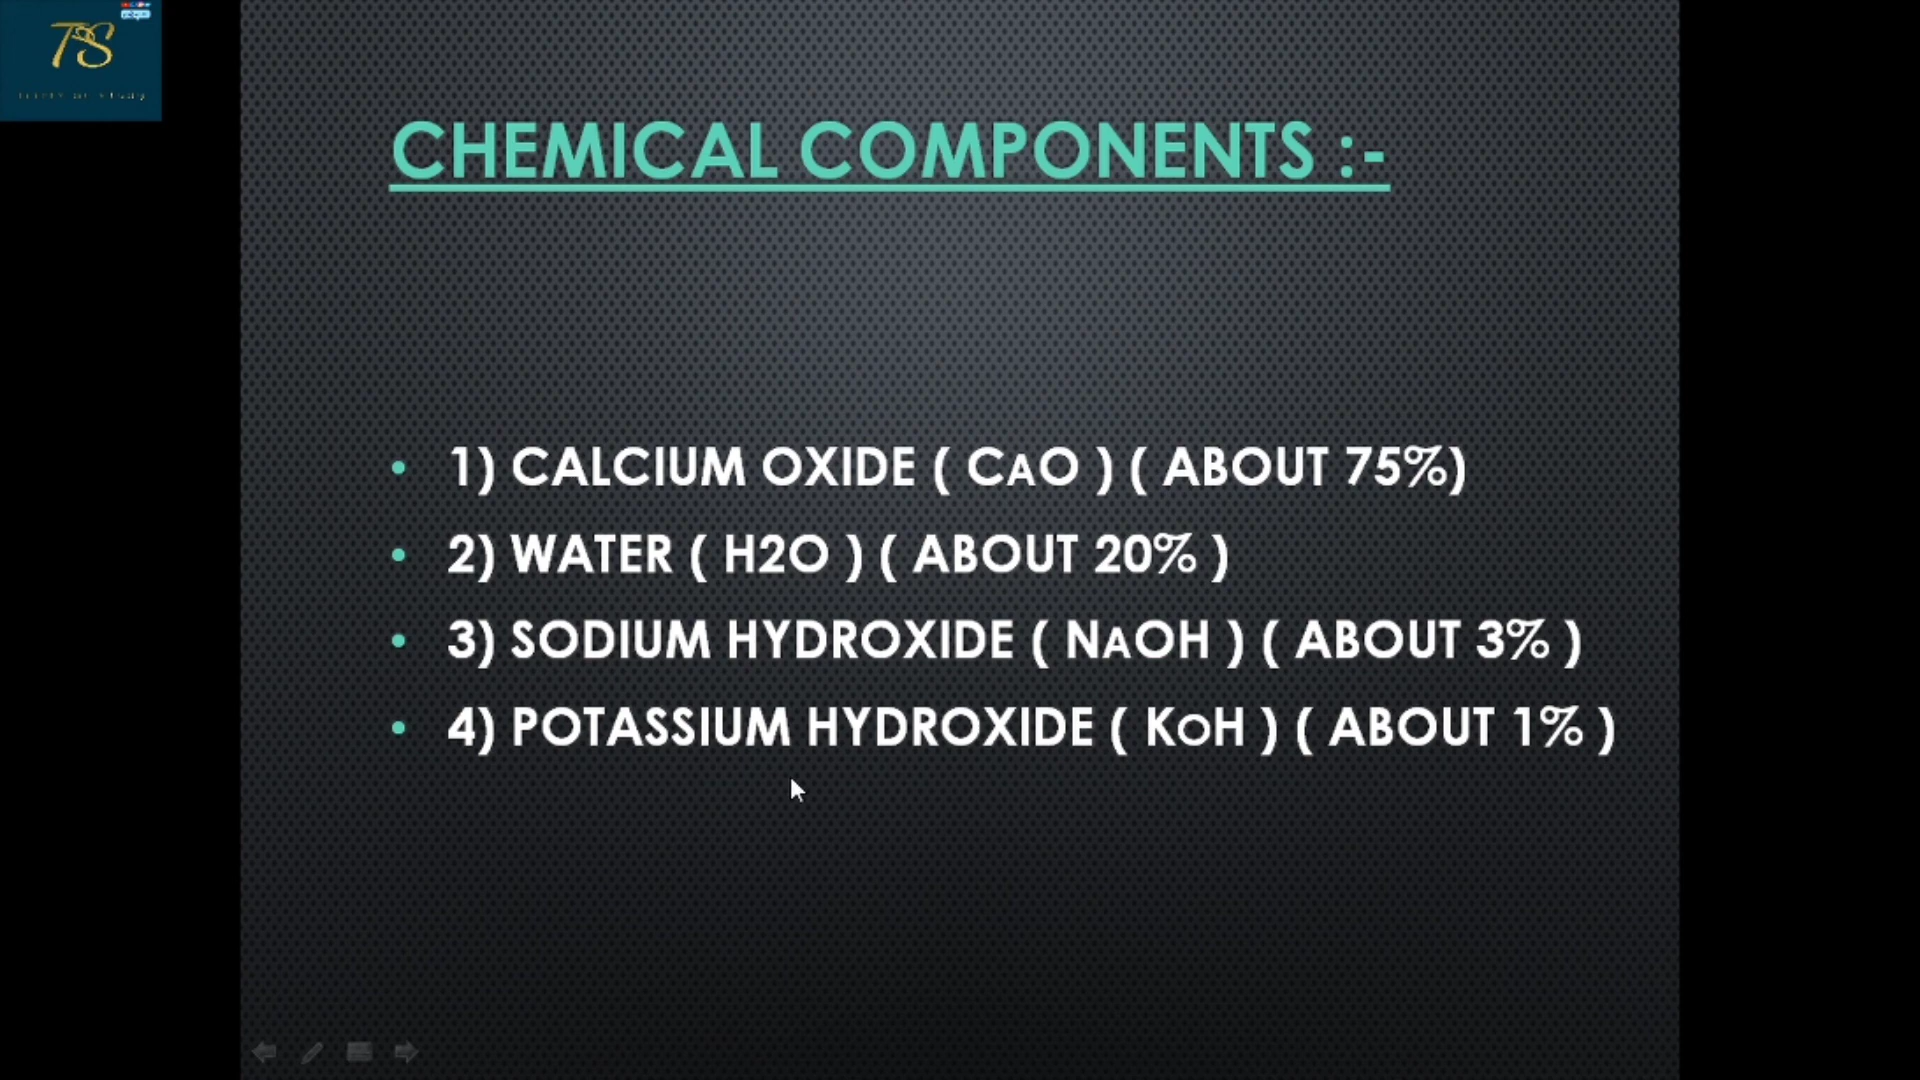 TS
CHEMICAL COMPONENTS :-
• 1) CALCIUM OXIDE ( CAO ) ( ABOUT 75%)
• 2) WATER ( H2O ) ( ABOUT 20% )
• 3) SODIUM HYDROXIDE ( NAOH ) ( ABOUT 3% )
• 4) POTASSIUM HYDROXIDE ( KOH ) ( ABOUT 1% )